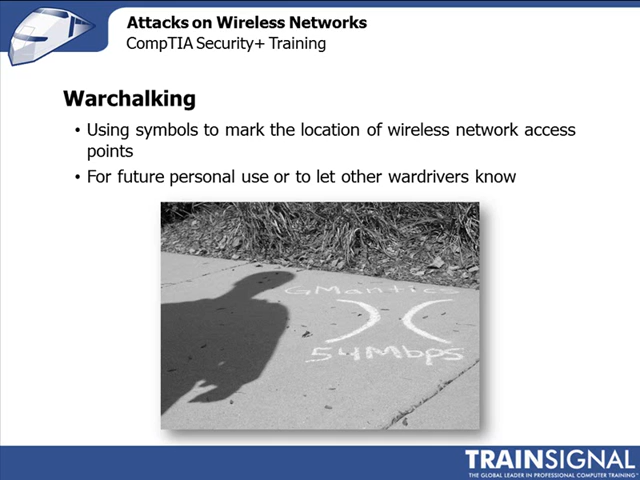 Attacks on Wireless Networks
CompTIA Security+ Training
Warchalking
• Using symbols to mark the location of wireless network access
points
• For future personal use or to let other wardrivers know
GMantics
54Mbps
TRAINSIGNAL
THE GLOBAL LEADER IN PROFESSIONAL COMPUTER TRAINING